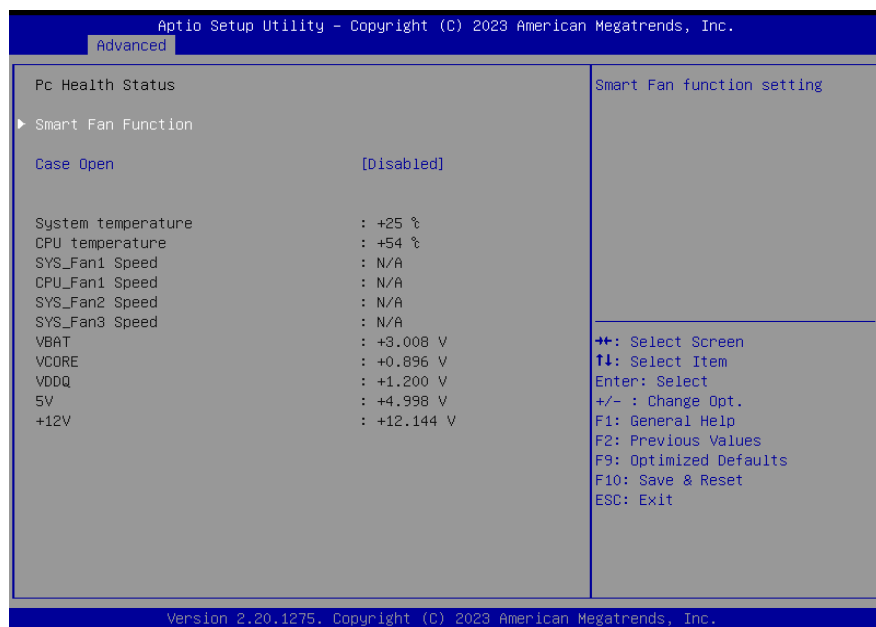 Aptio Setup Utility – Copyright (C) 2023 American Megatrends, Inc.
Advanced
Pc Health Status
Smart Fan Function
Case Open [Disabled]
System temperature : +25 ℃
CPU temperature : +54 ℃
SYS_Fan1 Speed : N/A
CPU_Fan1 Speed : N/A
SYS_Fan2 Speed : N/A
SYS_Fan3 Speed : N/A
VBAT : +3.008 V
VCORE : +0.896 V
VDDQ : +1.200 V
5V : +4.998 V
+12V : +12.144 V
Smart Fan function setting
→←: Select Screen
↑↓: Select Item
Enter: Select
+/- : Change Opt.
F1: General Help
F2: Previous Values
F9: Optimized Defaults
F10: Save & Reset
ESC: Exit
Version 2.20.1275. Copyright (C) 2023 American Megatrends, Inc.